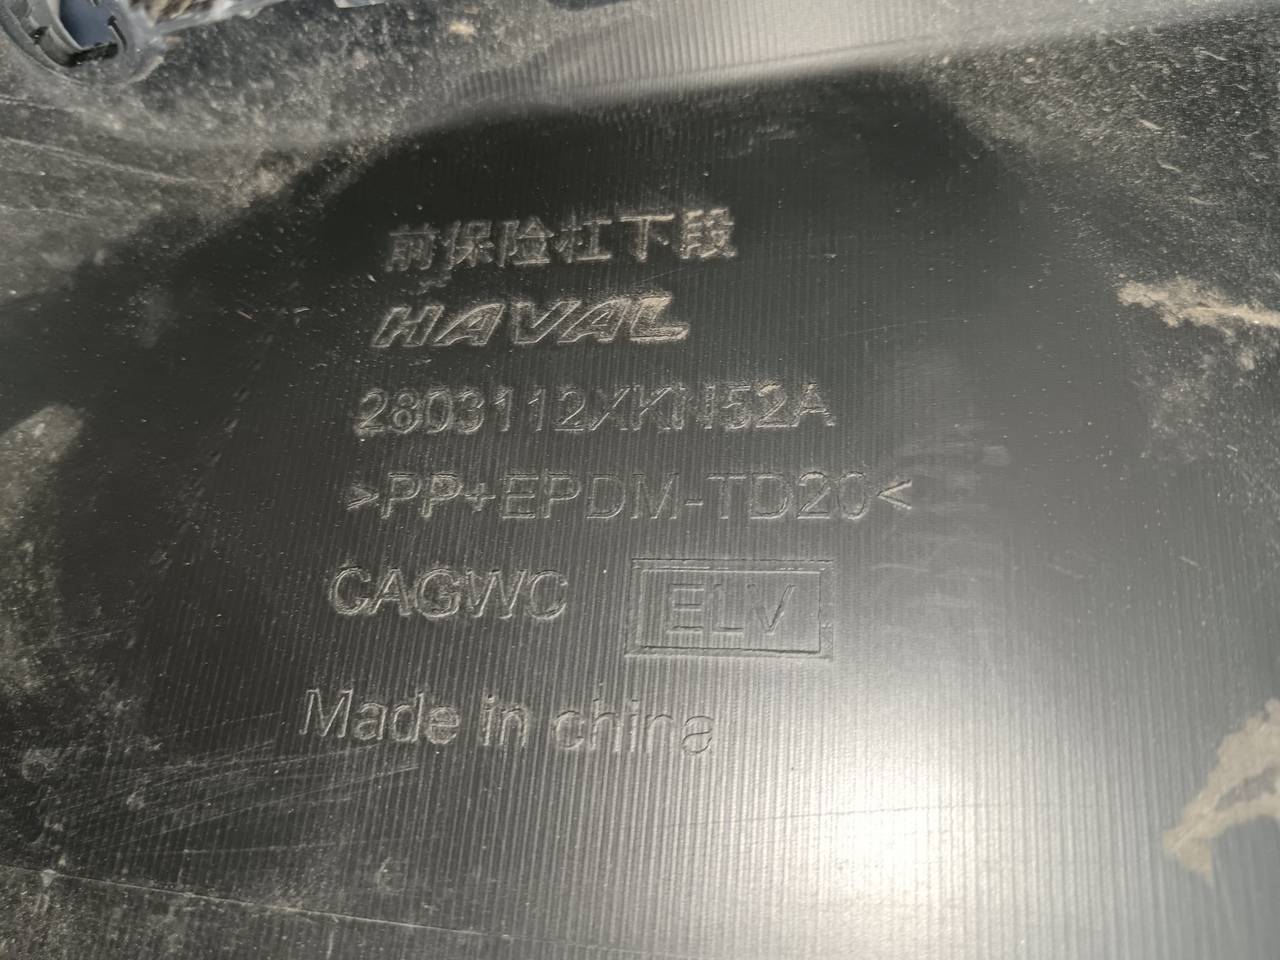 前保险杠下段
HAVAL
2803112XKN52A
>PP+EPDM-TD20<
CAGWC ELV
Made in china